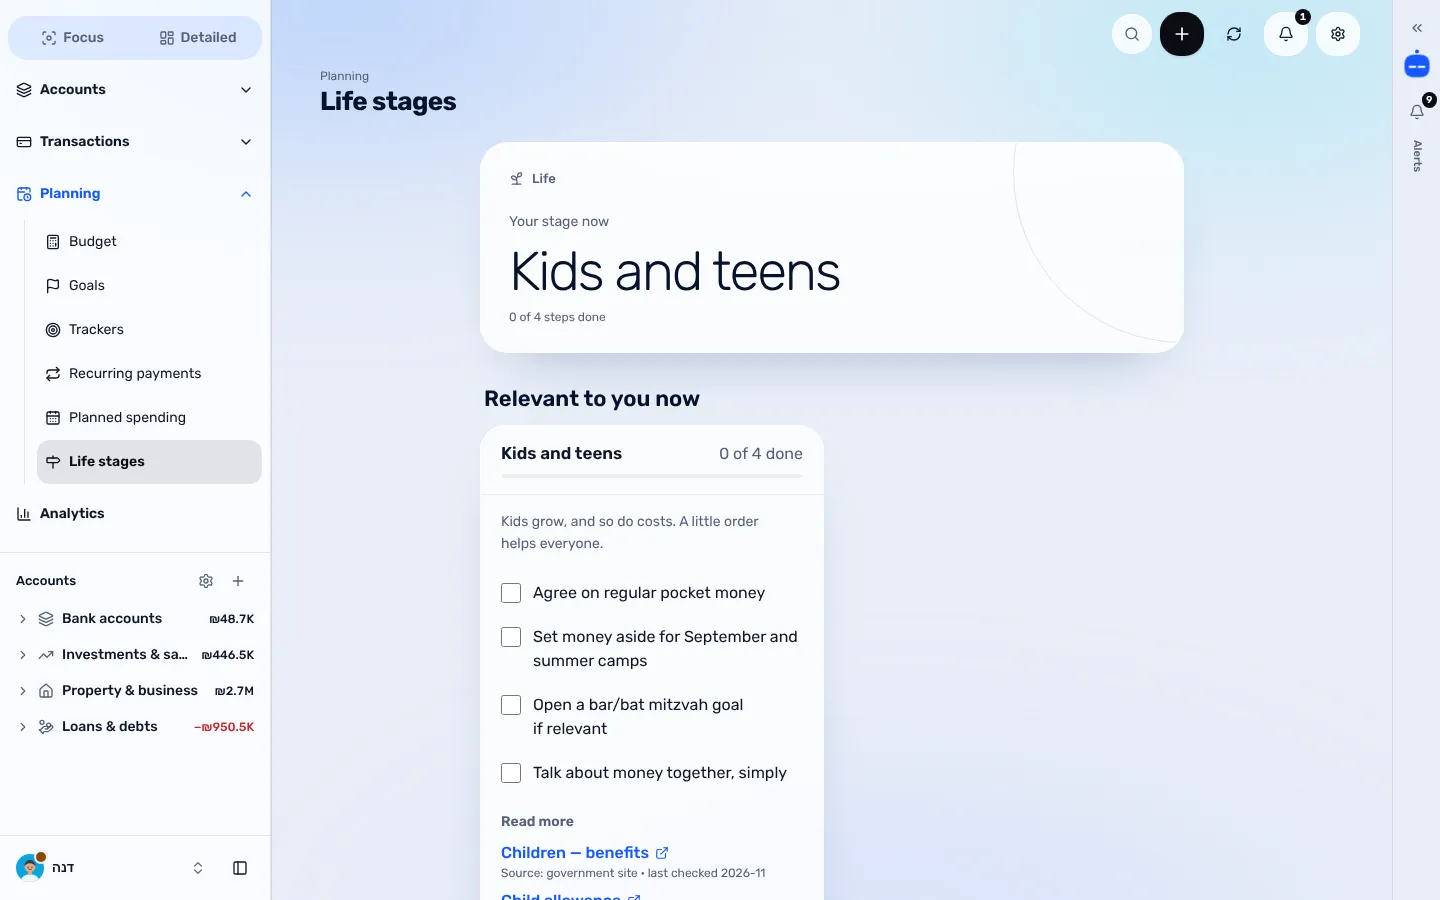 Focus
Detailed
Accounts
Transactions
Planning
Budget
Goals
Trackers
Recurring payments
Planned spending
Life stages
Analytics
Accounts
Bank accounts
₪48.7K
Investments & sa...
₪446.5K
Property & business
₪2.7M
Loans & debts
−₪950.5K
דנה
Planning
Life stages
1
Life
Your stage now
Kids and teens
0 of 4 steps done
Relevant to you now
Kids and teens
0 of 4 done
Kids grow, and so do costs. A little order
helps everyone.
Agree on regular pocket money
Set money aside for September and
summer camps
Open a bar/bat mitzvah goal
if relevant
Talk about money together, simply
Read more
Children – benefits
Source: government site • last checked 2026-11
Child allowance
9
Alerts